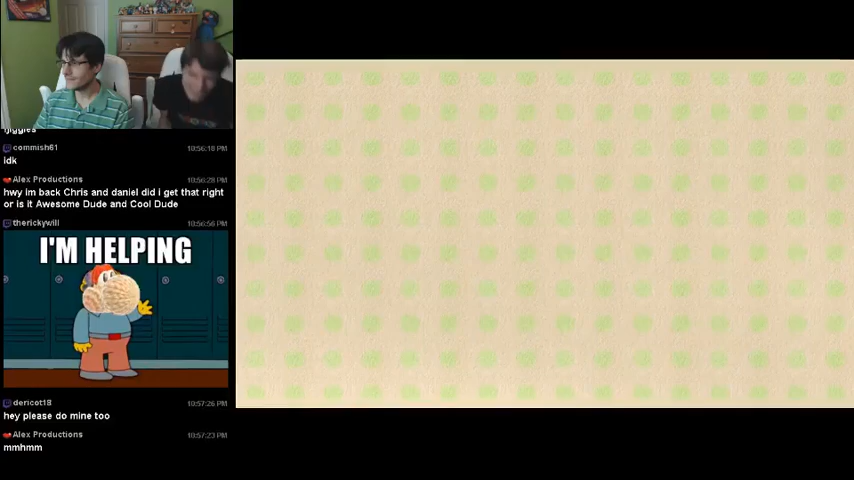 commish61 10:56:18 PM
idk
Alex Productions 10:56:28 PM
hwy im back Chris and daniel did i get that right
or is it Awesome Dude and Cool Dude
therickywill 10:56:56 PM
I'M HELPING
dericot18 10:57:26 PM
hey please do mine too
Alex Productions 10:57:23 PM
mmhmm